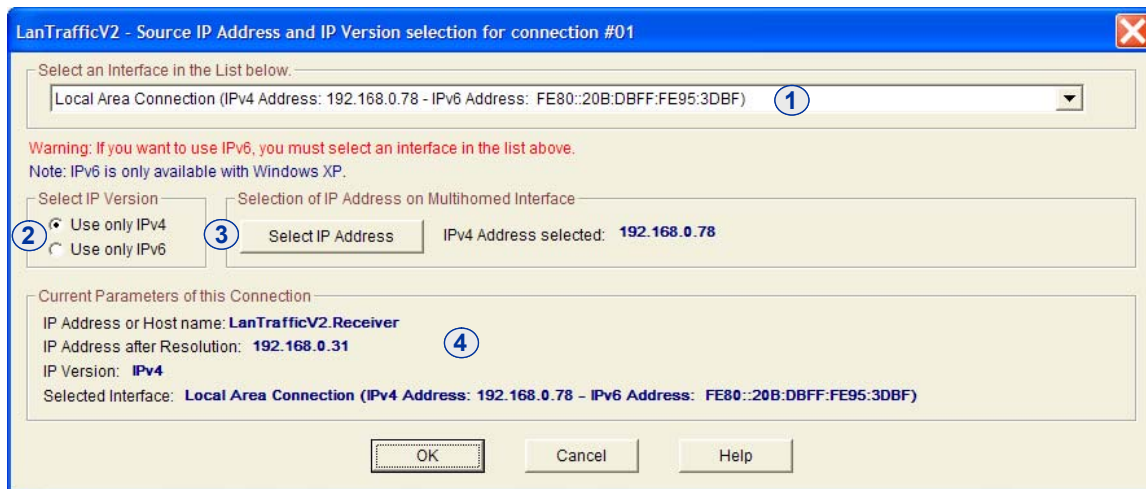 LanTrafficV2 - Source IP Address and IP Version selection for connection #01
Select an Interface in the List below.
Local Area Connection (IPv4 Address: 192.168.0.78 - IPv6 Address: FE80::20B:DBFF:FE95:3DBF)
1
Warning: If you want to use IPv6, you must select an interface in the list above.
Note: IPv6 is only available with Windows XP.
Select IP Version
2
Use only IPv4
Use only IPv6
Selection of IP Address on Multihomed Interface
3
Select IP Address
IPv4 Address selected: 192.168.0.78
Current Parameters of this Connection
IP Address or Host name: LanTrafficV2.Receiver
IP Address after Resolution: 192.168.0.31
4
IP Version: IPv4
Selected Interface: Local Area Connection (IPv4 Address: 192.168.0.78 - IPv6 Address: FE80::20B:DBFF:FE95:3DBF)
OK
Cancel
Help